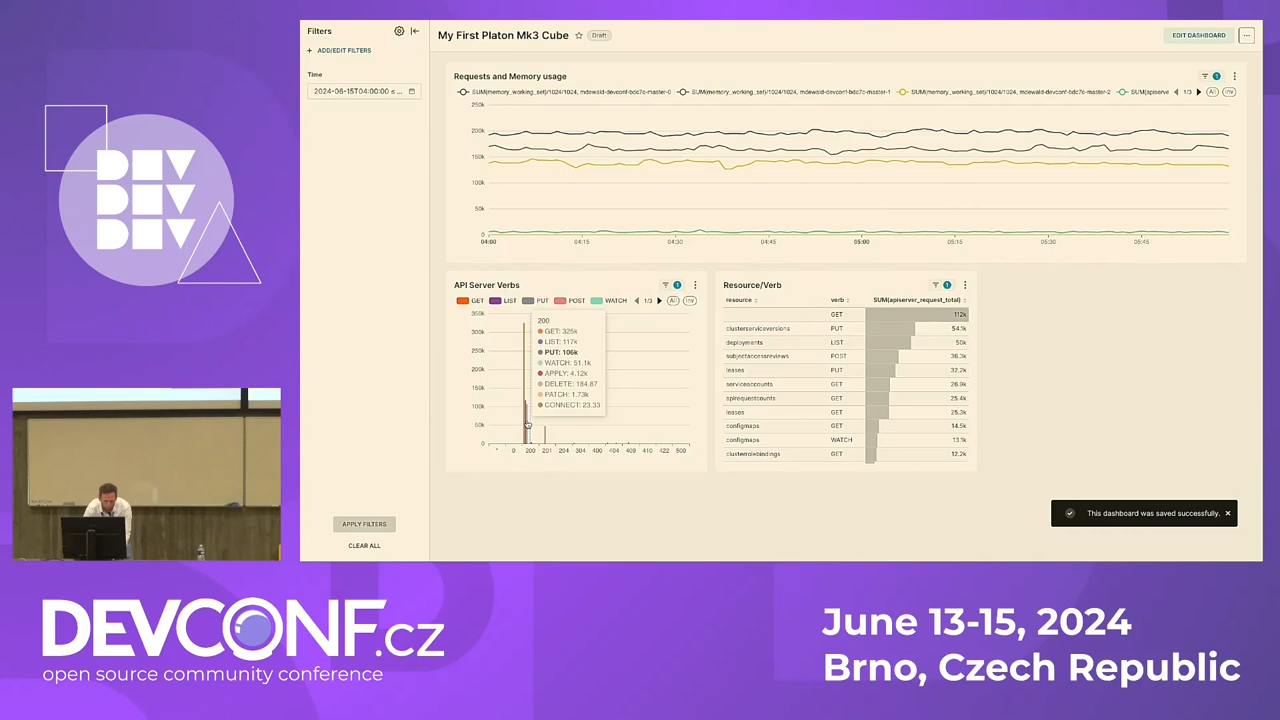 Filters
ADD/EDIT FILTERS
Time
2024-06-15T04:00:00 ≤ ...
APPLY FILTERS
CLEAR ALL
My First Platon Mk3 Cube
Draft
EDIT DASHBOARD
Requests and Memory usage
1
SUM(memory_working_set)/1024/1024, mdewald-devconf-bdc7c-master-0
SUM(memory_working_set)/1024/1024, mdewald-devconf-bdc7c-master-1
SUM(memory_working_set)/1024/1024, mdewald-devconf-bdc7c-master-2
SUM(apiserve
1/3
All
Inv
250k
200k
150k
100k
50k
0
04:00 04:15 04:30 04:45 05:00 05:15 05:30 05:45
API Server Verbs
1
GET LIST PUT POST WATCH 1/3 All Inv
350k
300k
250k
200k
150k
100k
50k
0
* 0 200 201 204 304 400 404 409 410 422 500
200
GET: 325k
LIST: 117k
PUT: 106k
WATCH: 51.1k
APPLY: 4.12k
DELETE: 184.87
PATCH: 1.73k
CONNECT: 23.33
Resource/Verb
1
resource verb SUM(apiserver_request_total)
GET 112k
clusterserviceversions PUT 54.1k
deployments LIST 50k
subjectaccessreviews POST 36.3k
leases PUT 32.2k
serviceaccounts GET 26.9k
apirequestcounts GET 25.4k
leases GET 25.3k
configmaps GET 14.5k
configmaps WATCH 13.1k
clusterrolebindings GET 12.2k
This dashboard was saved successfully.
DEV
DEV
DEV
DEVCONF.cz
open source community conference
June 13-15, 2024
Brno, Czech Republic